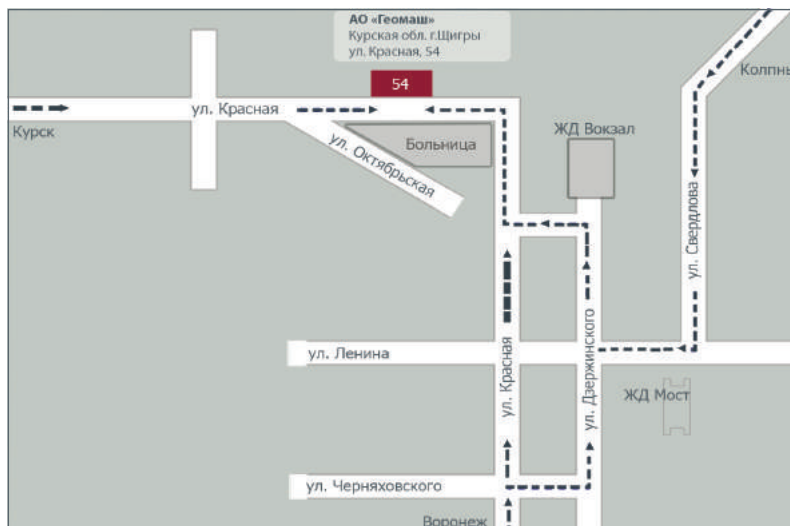 АО «Геомаш»
Курская обл. г.Щигры
ул. Красная, 54
54
Колпны
ул. Красная
Курск
ул. Октябрьская
Больница
ЖД Вокзал
ул. Свердлова
ул. Ленина
ул. Красная
ул. Дзержинского
ЖД Мост
ул. Черняховского
Воронеж